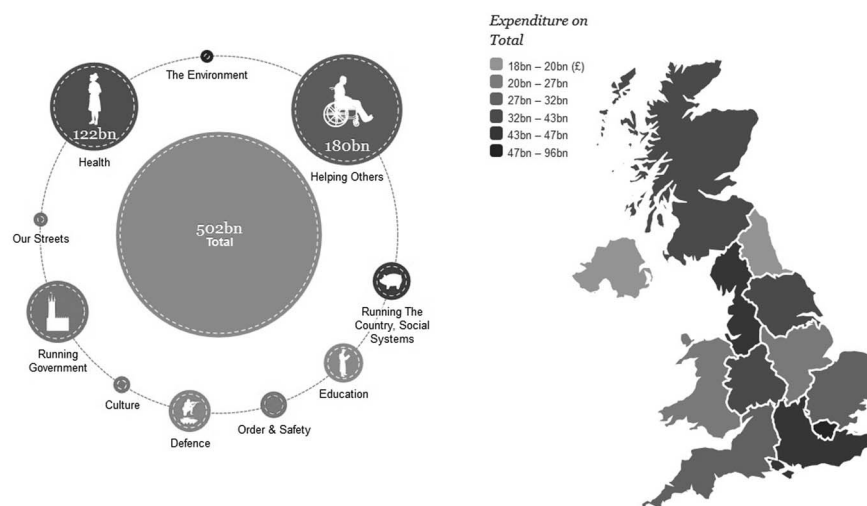 The Environment
122bn
Health
180bn
Helping Others
502bn
Total
Our Streets
Running
Government
Culture
Defence
Order & Safety
Education
Running The
Country, Social
Systems
Expenditure on
Total
18bn – 20bn (£)
20bn – 27bn
27bn – 32bn
32bn – 43bn
43bn – 47bn
47bn – 96bn